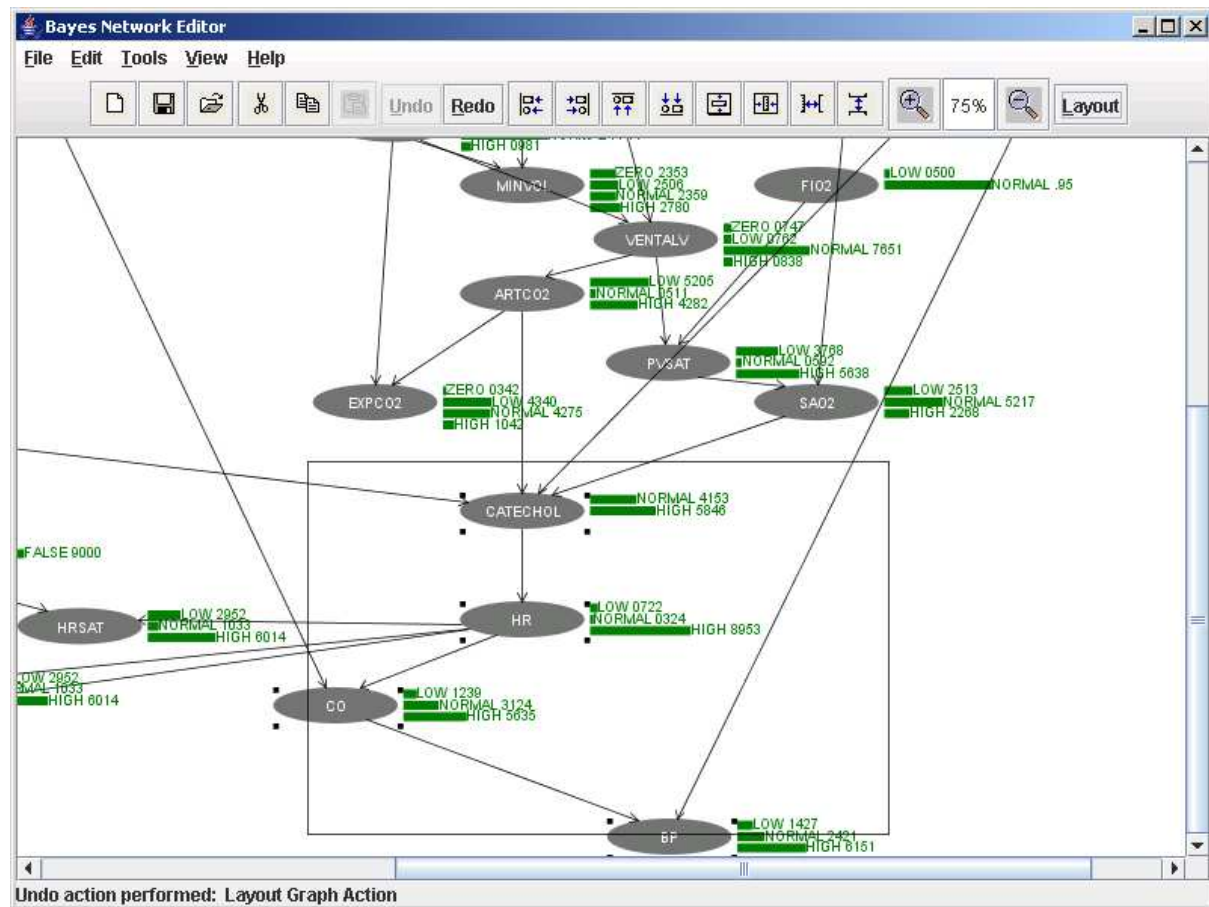 Bayes Network Editor
File Edit Tools View Help
Undo Redo 75% Layout
HIGH 0981
MINVOL
ZERO 2353
LOW 2506
NORMAL 2359
HIGH 2780
FIO2
LOW 0500
NORMAL .95
VENTALV
ZERO 0747
LOW 0762
NORMAL 7651
HIGH 0838
ARTCO2
LOW 5205
NORMAL 0511
HIGH 4282
PVSAT
LOW 3768
NORMAL 0592
HIGH 5638
EXPCO2
ZERO 0342
LOW 4340
NORMAL 4275
HIGH 1042
SAO2
LOW 2513
NORMAL 5217
HIGH 2268
CATECHOL
NORMAL 4153
HIGH 5846
FALSE 9000
HRSAT
LOW 2952
NORMAL 1033
HIGH 6014
HR
LOW 0722
NORMAL 0324
HIGH 8953
LOW 2952
MAL 1033
HIGH 6014
CO
LOW 1239
NORMAL 3124
HIGH 5635
BP
LOW 1427
NORMAL 2421
HIGH 6151
Undo action performed: Layout Graph Action